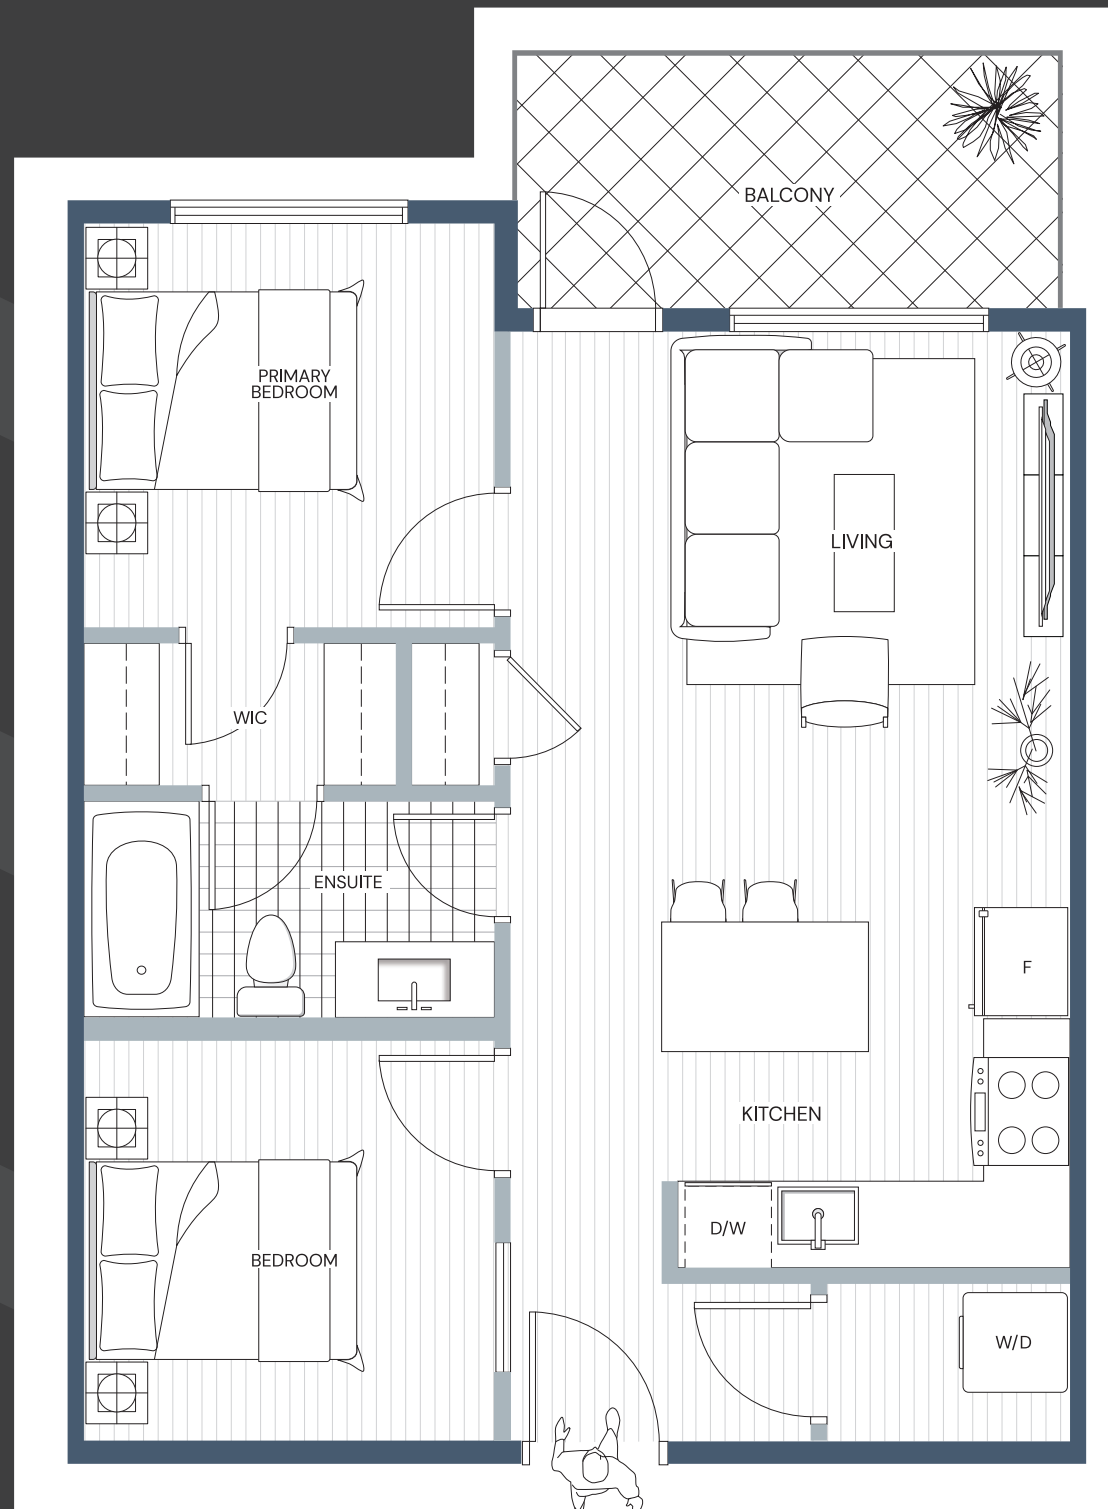 BALCONY
PRIMARY
BEDROOM
LIVING
WIC
ENSUITE
F
KITCHEN
D/W
BEDROOM
W/D